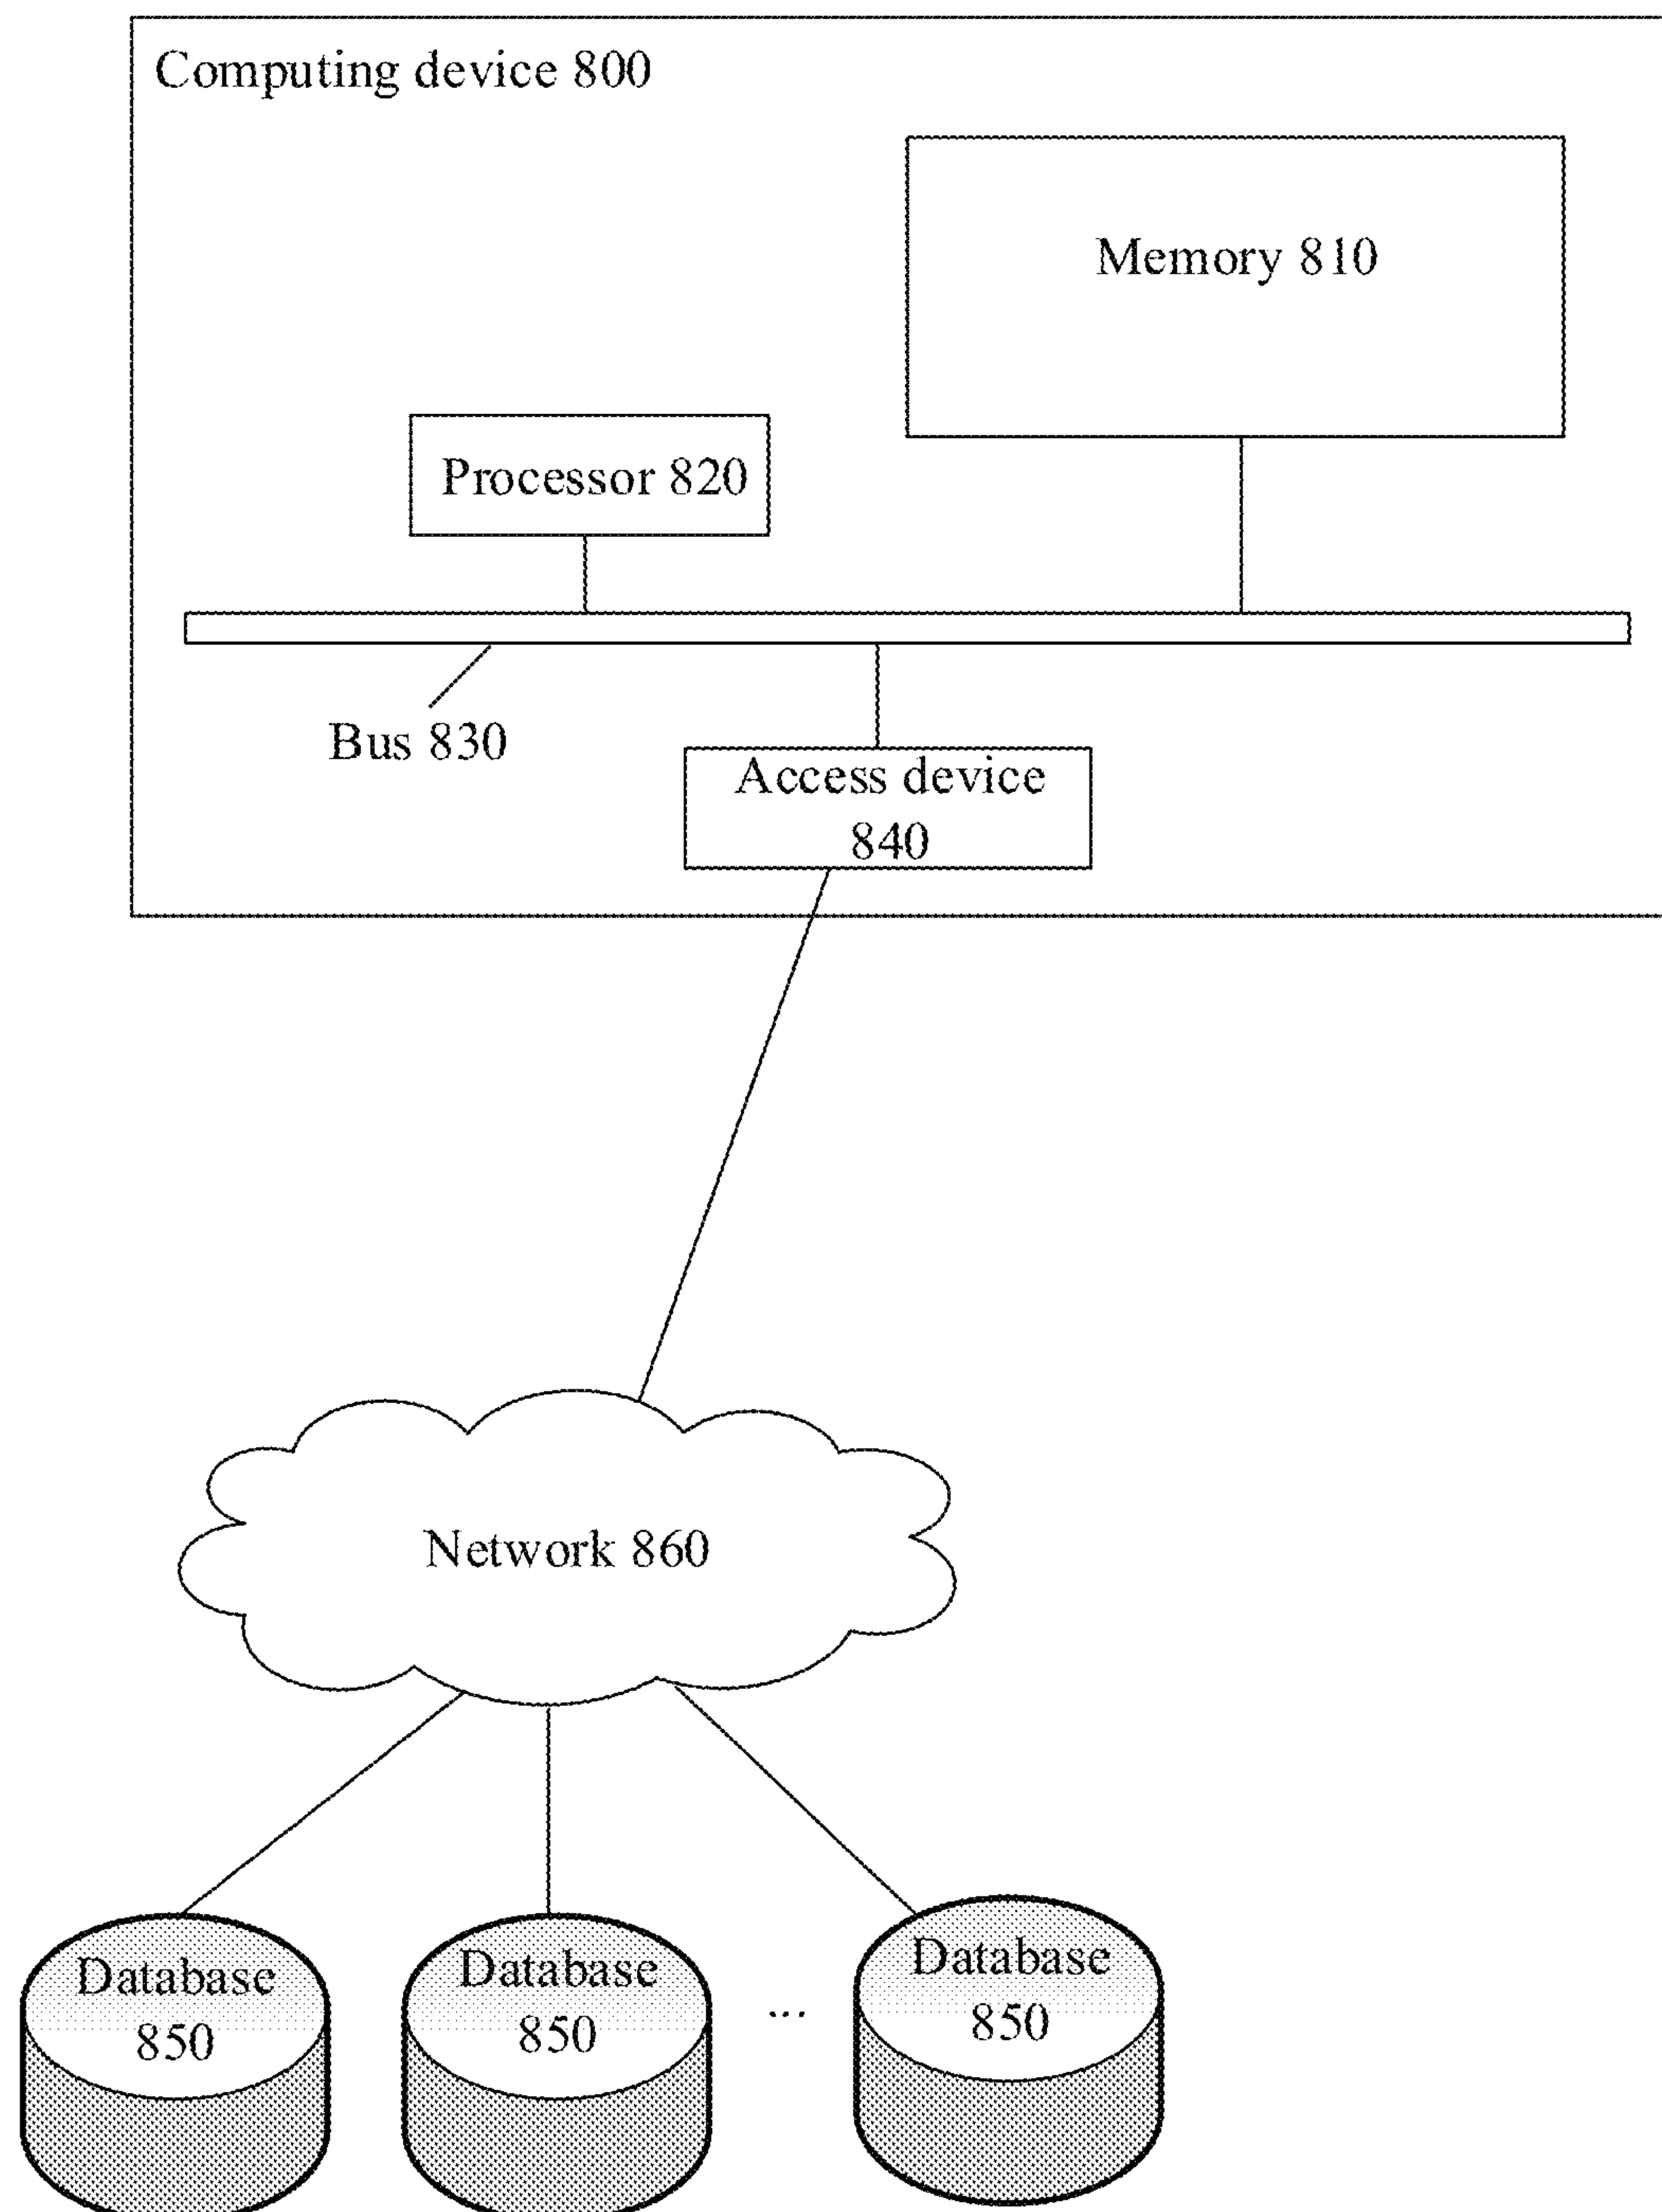 Computing device 800
Memory 810
Processor 820
Bus 830
Access device
840
Network 860
Database
850
Database
850
...
Database
850